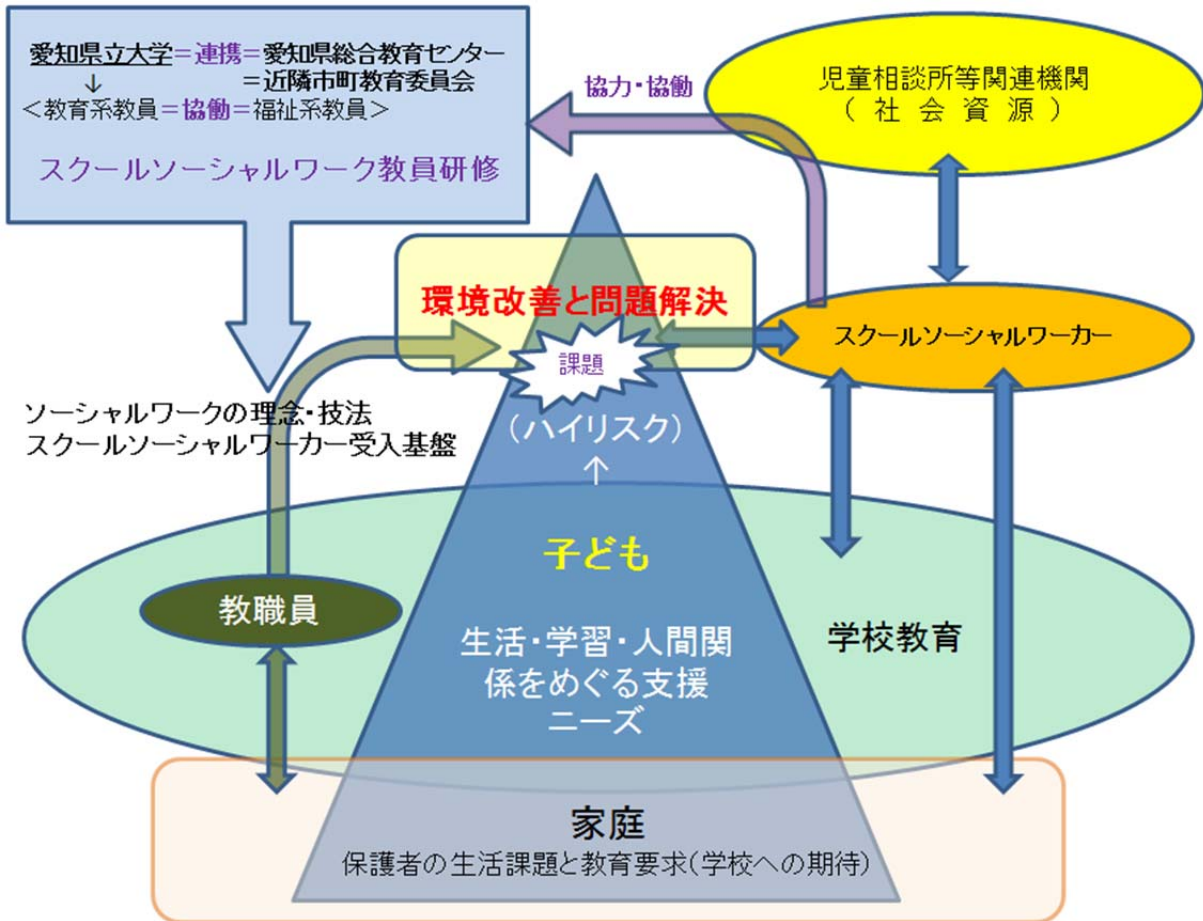 愛知県立大学=連携=愛知県総合教育センター
↓ =近隣市町教育委員会
<教育系教員=協働=福祉系教員>
スクールソーシャルワーク教員研修
協力・協働
児童相談所等関連機関
(社会資源)
環境改善と問題解決
課題
スクールソーシャルワーカー
ソーシャルワークの理念・技法
スクールソーシャルワーカー受入基盤
(ハイリスク)
↑
子ども
教職員
生活・学習・人間関
係をめぐる支援
ニーズ
学校教育
家庭
保護者の生活課題と教育要求(学校への期待)